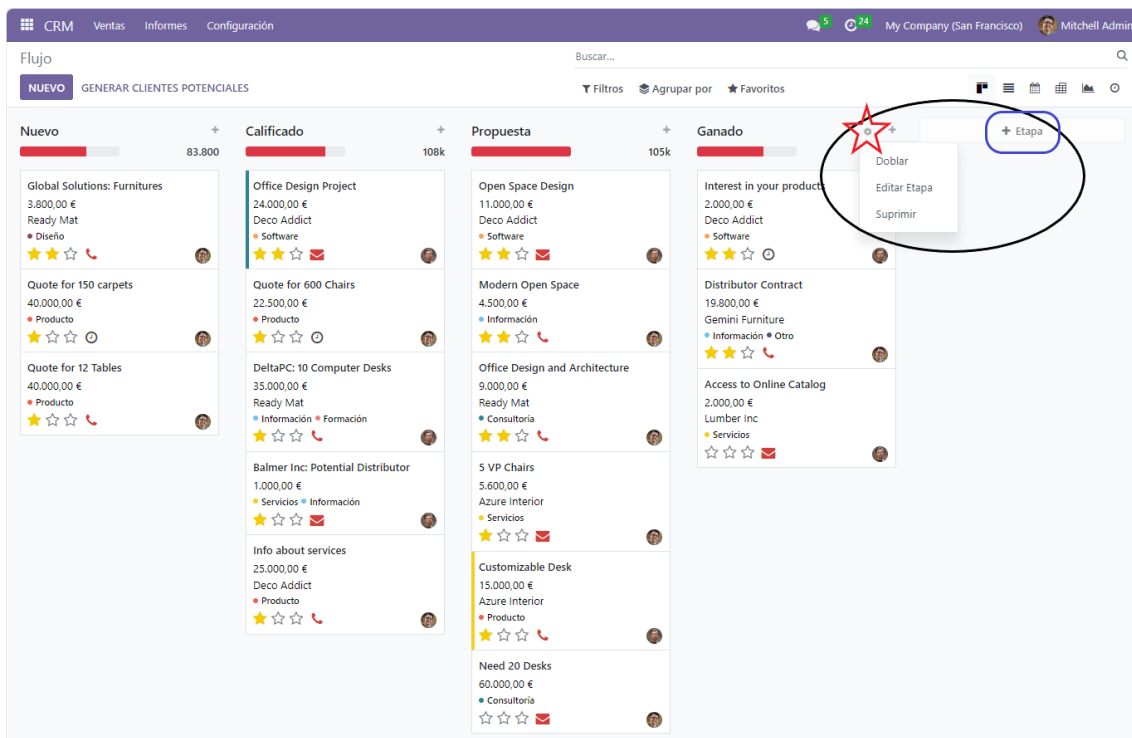 CRM Ventas Informes Configuración 5 24 My Company (San Francisco) Mitchell Admin
Flujo
Buscar...
NUEVO GENERAR CLIENTES POTENCIALES
Filtros Agrupar por Favoritos
Nuevo
83.800
Global Solutions: Furnitures
3.800,00 €
Ready Mat
Diseño
Quote for 150 carpets
40.000,00 €
Producto
Quote for 12 Tables
40.000,00 €
Producto
Calificado
108k
Office Design Project
24.000,00 €
Deco Addict
Software
Quote for 600 Chairs
22.500,00 €
Producto
DeltaPC: 10 Computer Desks
35.000,00 €
Ready Mat
Información Formación
Balmer Inc: Potential Distributor
1.000,00 €
Servicios Información
Info about services
25.000,00 €
Deco Addict
Producto
Propuesta
105k
Open Space Design
11.000,00 €
Deco Addict
Software
Modern Open Space
4.500,00 €
Información
Office Design and Architecture
9.000,00 €
Ready Mat
Consultoría
5 VP Chairs
5.600,00 €
Azure Interior
Servicios
Customizable Desk
15.000,00 €
Azure Interior
Producto
Need 20 Desks
60.000,00 €
Consultoría
Ganado
Interest in your products
2.000,00 €
Deco Addict
Software
Distributor Contract
19.800,00 €
Gemini Furniture
Información Otro
Access to Online Catalog
2.000,00 €
Lumber Inc
Servicios
Doblar
Editar Etapa
Suprimir
+ Etapa